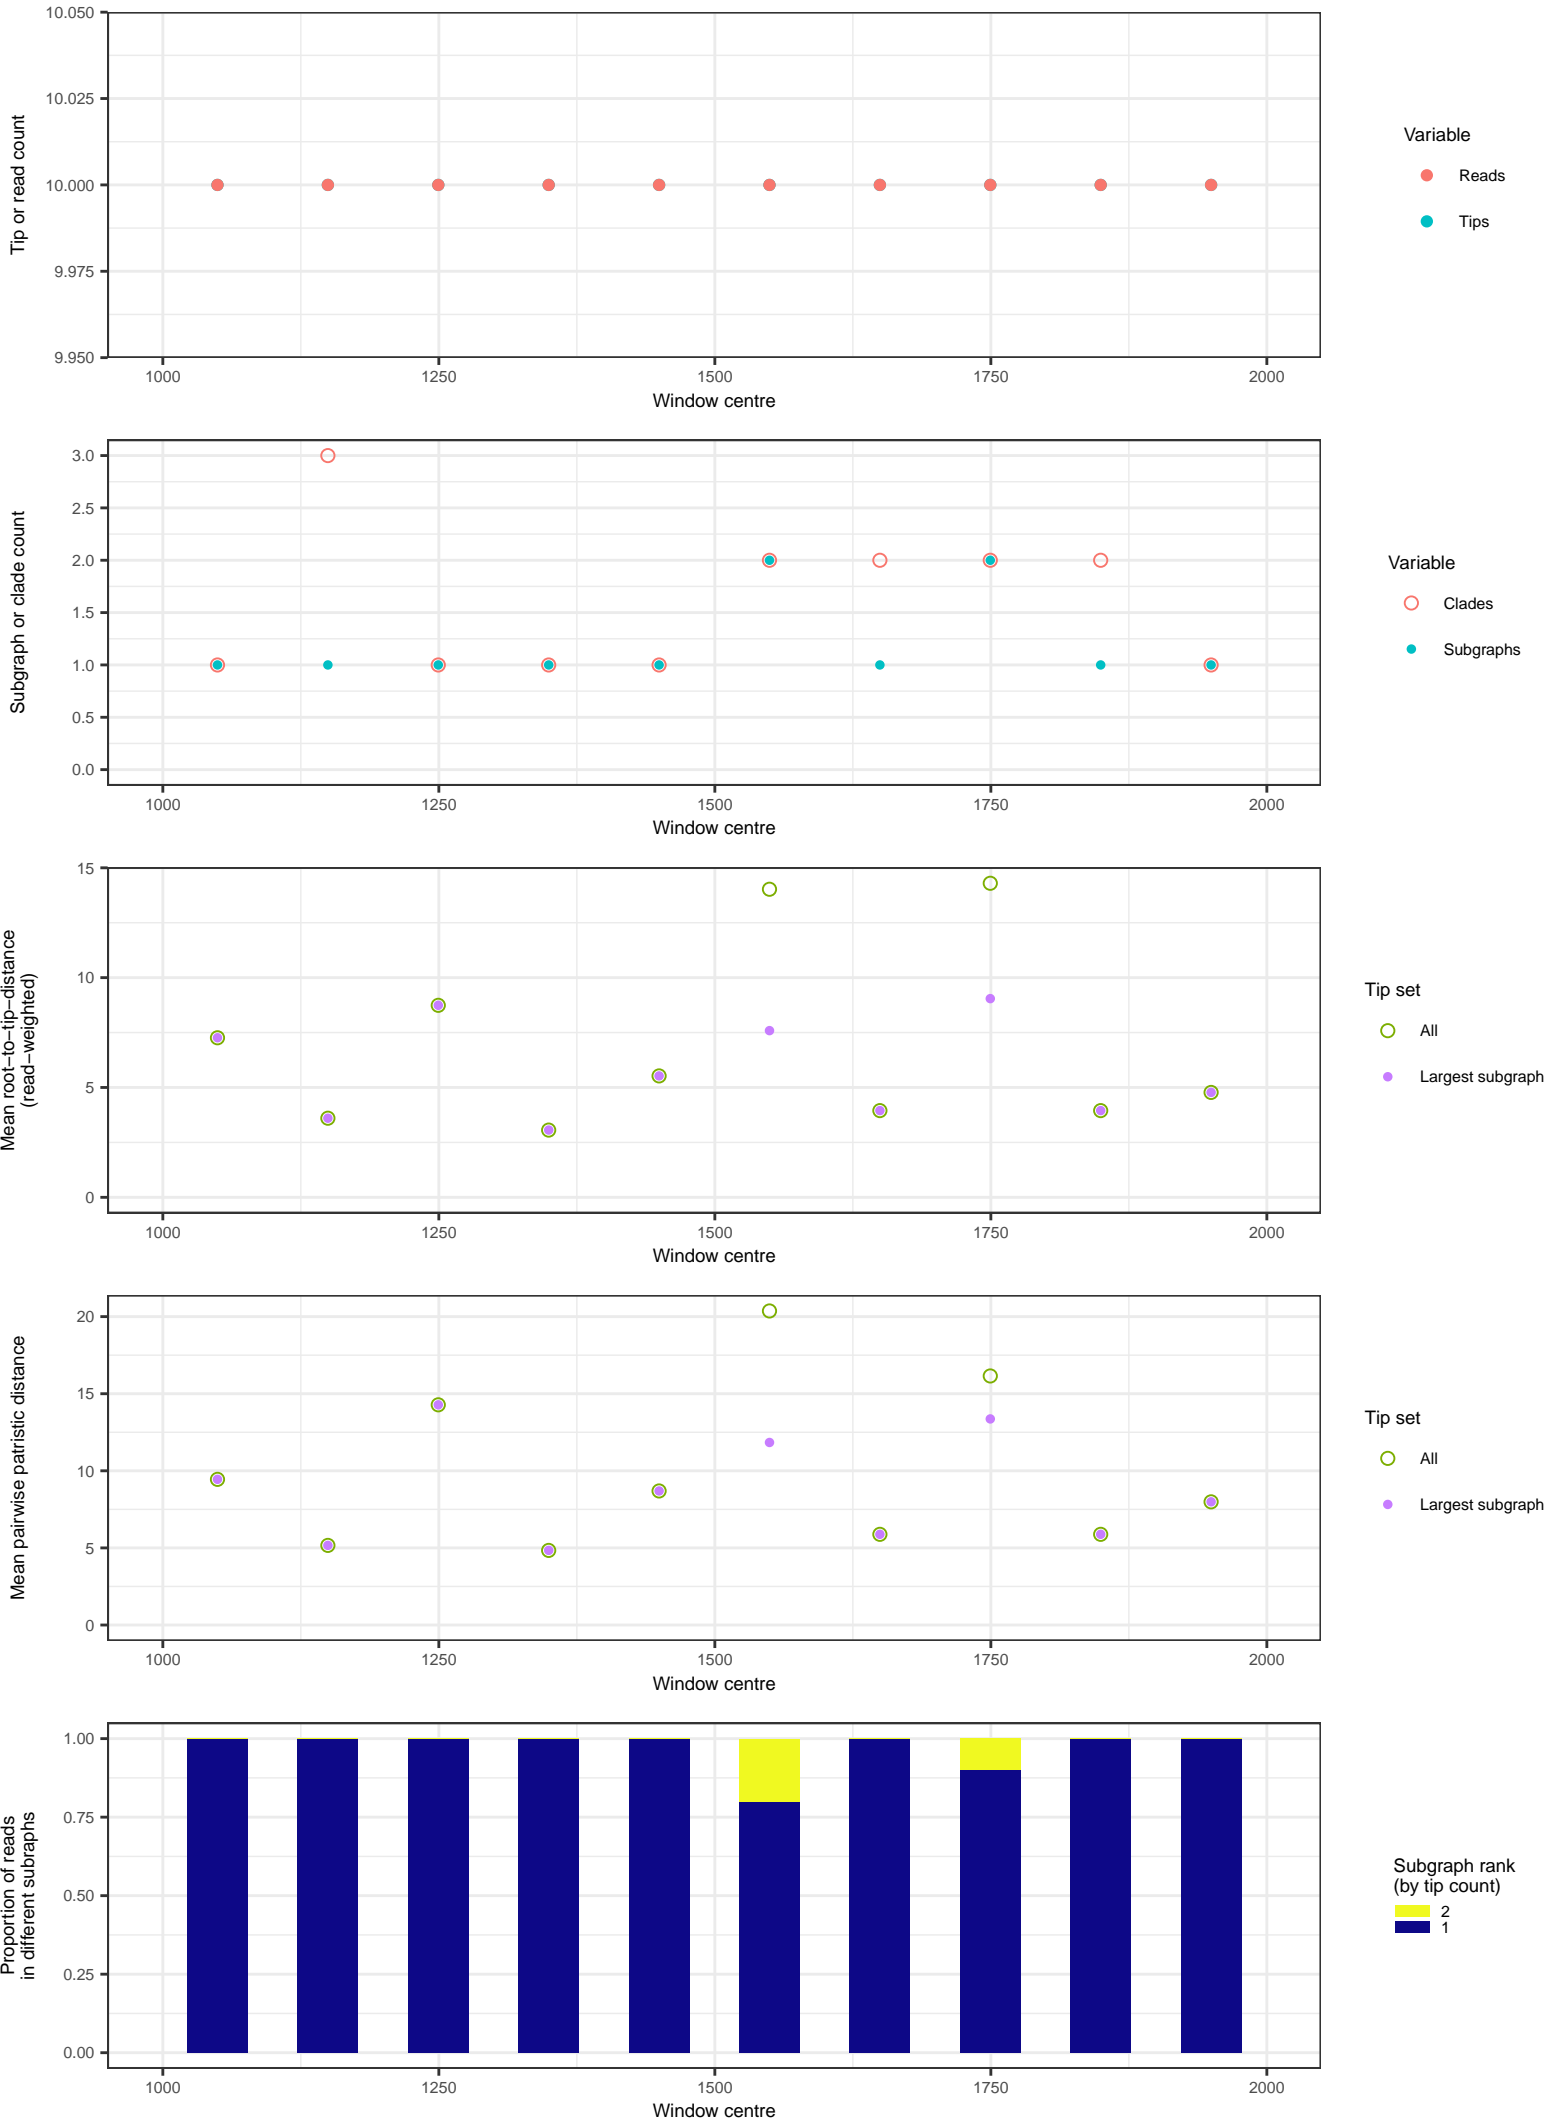 10.050
10.025
10.000
9.975
9.950
Tip or read count
1000 1250 1500 1750 2000
Window centre
Variable
Reads
Tips
3.0
2.5
2.0
1.5
1.0
0.5
0.0
Subgraph or clade count
1000 1250 1500 1750 2000
Window centre
Variable
Clades
Subgraphs
15
10
5
0
Mean root−to−tip−distance
(read−weighted)
1000 1250 1500 1750 2000
Window centre
Tip set
All
Largest subgraph
20
15
10
5
0
Mean pairwise patristic distance
1000 1250 1500 1750 2000
Window centre
Tip set
All
Largest subgraph
1.00
0.75
0.50
0.25
0.00
Proportion of reads
in different subraphs
1000 1250 1500 1750 2000
Window centre
Subgraph rank
(by tip count)
2
1